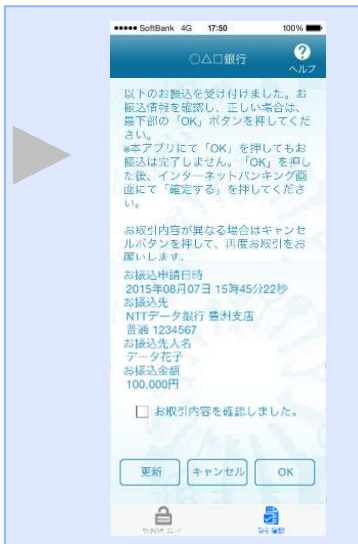 SoftBank 4G 17:50 100%
○△□銀行
?
ヘルプ
以下のお振込を受け付けました。お
振込情報を確認し、正しい場合は、
最下部の「OK」ボタンを押してくだ
さい。
*本アプリにて「OK」を押してもお
振込は完了しません。「OK」を押し
た後、インターネットバンキング画
面にて「確定する」を押してくださ
い。
お取引内容が異なる場合はキャンセ
ルボタンを押して、再度お取引をお
願いします。
お振込申請日時
2015年08月07日 15時45分22秒
お振込先
NTTデータ銀行 豊洲支店
普通 1234567
お振込先人名
データ花子
お振込金額
100,000円
お取引内容を確認しました。
更新 キャンセル OK